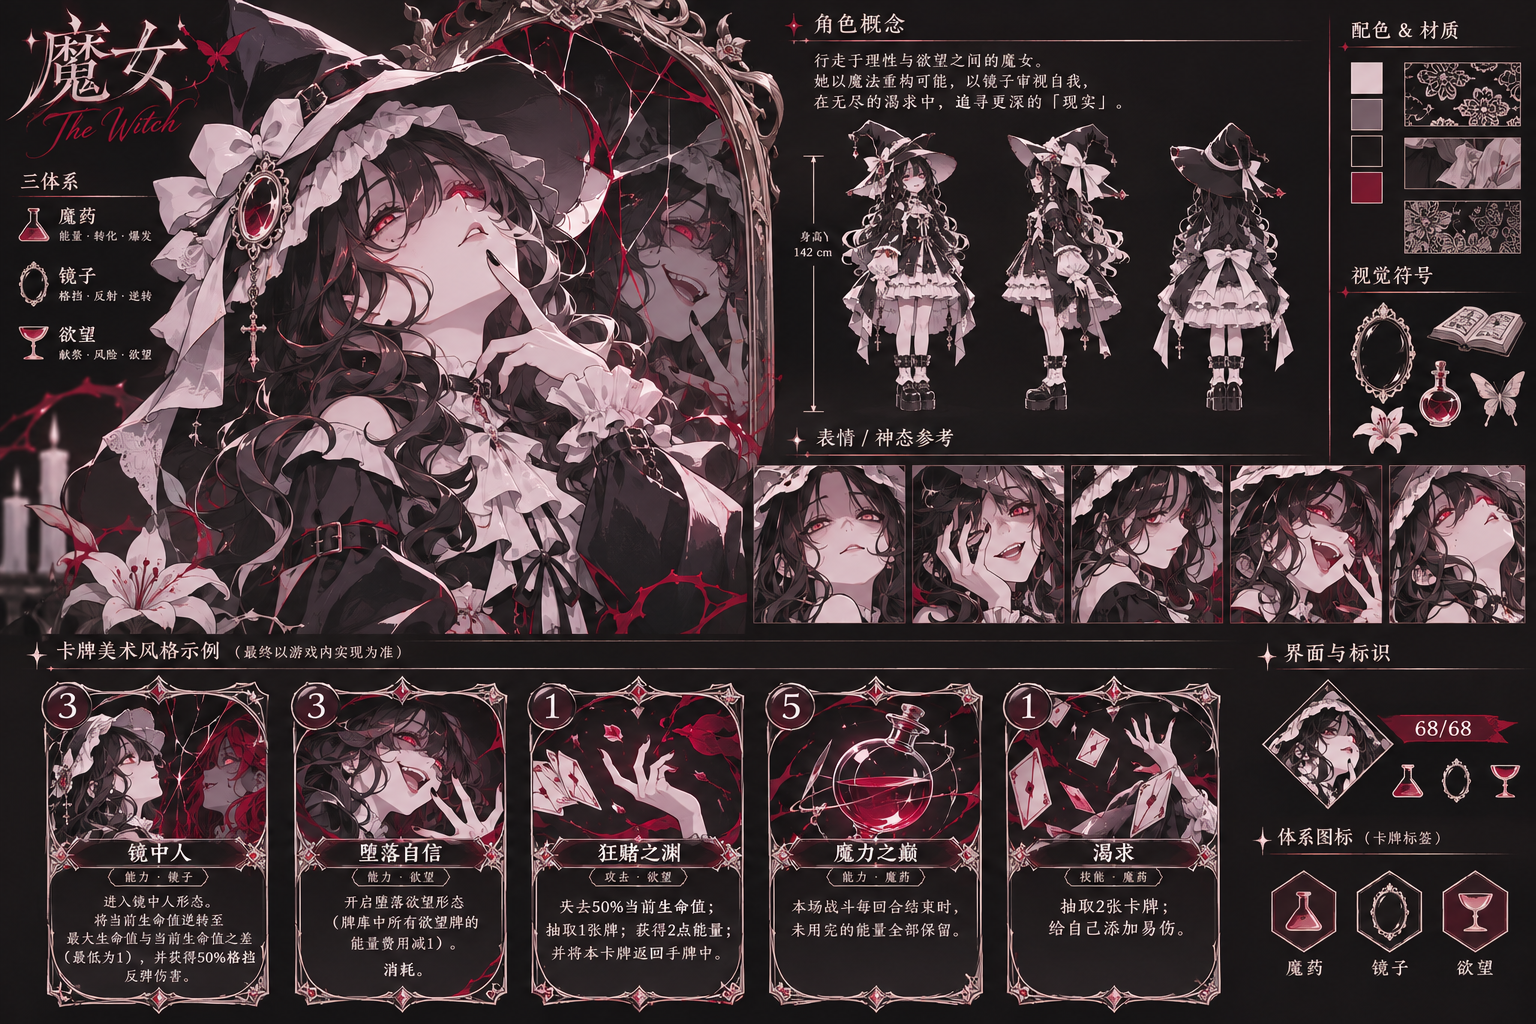 魔女
The Witch
三体系
魔药
能量·转化·爆发
镜子
格挡·反射·逆转
欲望
献祭·风险·欲望
角色概念
行走于理性与欲望之间的魔女。
她以魔法重构可能，以镜子审视自我，
在无尽的渴求中，追寻更深的「现实」。
身高
142 cm
配色 & 材质
视觉符号
表情 / 神态参考
卡牌美术风格示例（最终以游戏内实现为准）
3
镜中人
能力·镜子
进入镜中人形态。
将当前生命值逆转至
最大生命值与当前生命值之差
（最低为1），并获得50%格挡
反弹伤害。
3
堕落自信
能力·欲望
开启堕落欲望形态
（牌库中所有欲望牌的
能量费用减1）。
消耗。
1
狂赌之渊
攻击·欲望
失去50%当前生命值；
抽取1张牌；获得2点能量；
并将本卡牌返回手牌中。
5
魔力之巅
能力·魔药
本场战斗每回合结束时，
未用完的能量全部保留。
1
渴求
技能·魔药
抽取2张卡牌；
给自己添加易伤。
界面与标识
68/68
体系图标（卡牌标签）
魔药
镜子
欲望